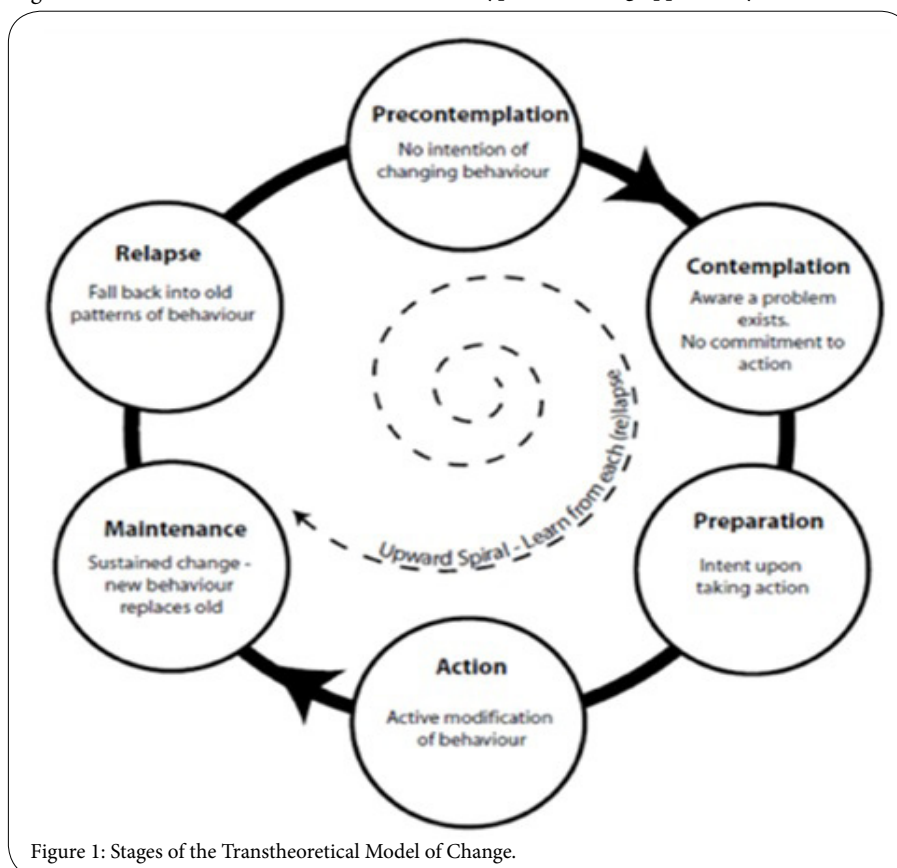 Precontemplation
No intention of
changing behaviour
Contemplation
Aware a problem
exists.
No commitment to
action
Preparation
Intent upon
taking action
Action
Active modification
of behaviour
Maintenance
Sustained change -
new behaviour
replaces old
Relapse
Fall back into old
patterns of behaviour
Upward Spiral - Learn from each (re)lapse
Figure 1: Stages of the Transtheoretical Model of Change.